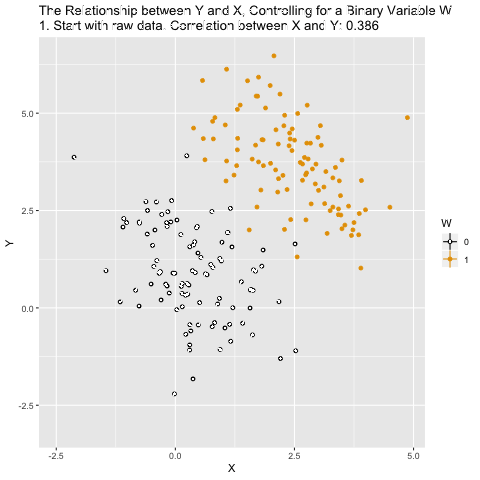 The Relationship between Y and X, Controlling for a Binary Variable W
1. Start with raw data. Correlation between X and Y: 0.386
5.0
2.5
0.0
-2.5
Y
-2.5 0.0 2.5 5.0
X
W
0
1